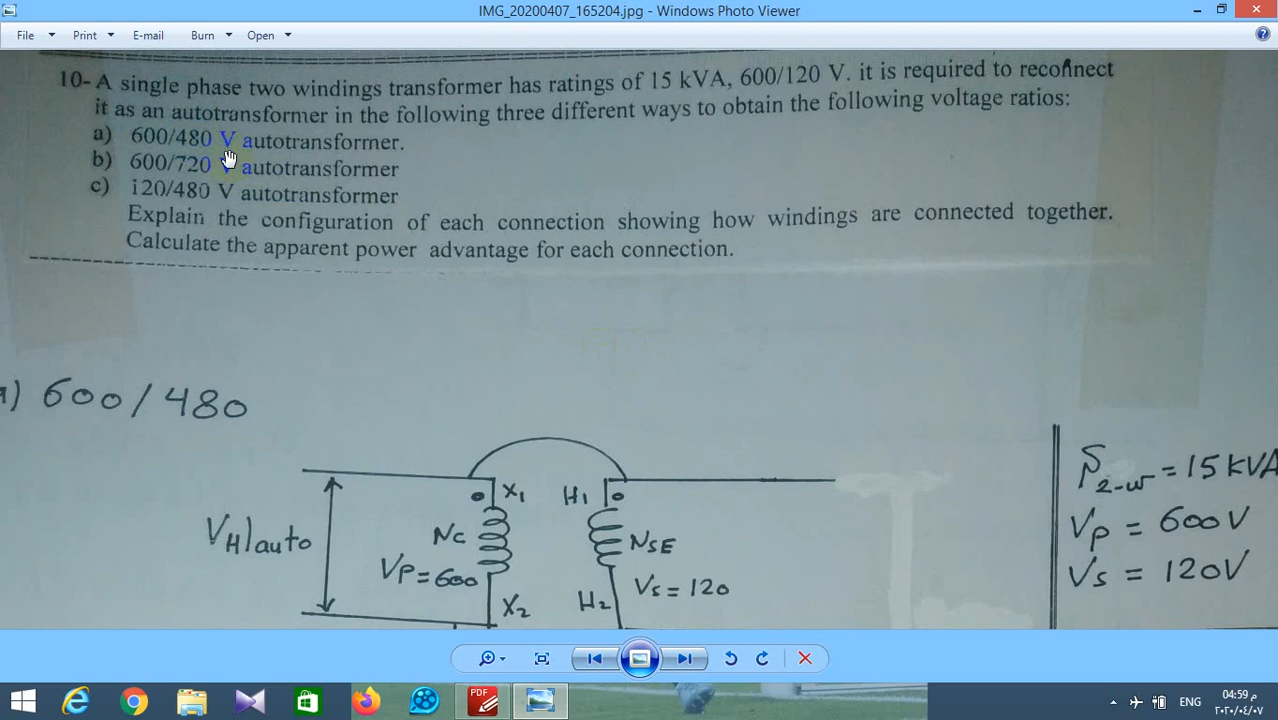 IMG_20200407_165204.jpg - Windows Photo Viewer
File Print E-mail Burn Open
10- A single phase two windings transformer has ratings of 15 kVA, 600/120 V. it is required to reconnect
it as an autotransformer in the following three different ways to obtain the following voltage ratios:
a) 600/480 V autotransformer.
b) 600/720 V autotransformer
c) 120/480 V autotransformer
Explain the configuration of each connection showing how windings are connected together.
Calculate the apparent power advantage for each connection.
a) 600/480
S2-w = 15 KVA
X1 H1
VP = 600V
VH|auto NC NSE
VP=600 VS=120
VS = 120V
X2 H2
PDF
ENG
04:59 م
٢٠٢٠/٠٤/٠٧